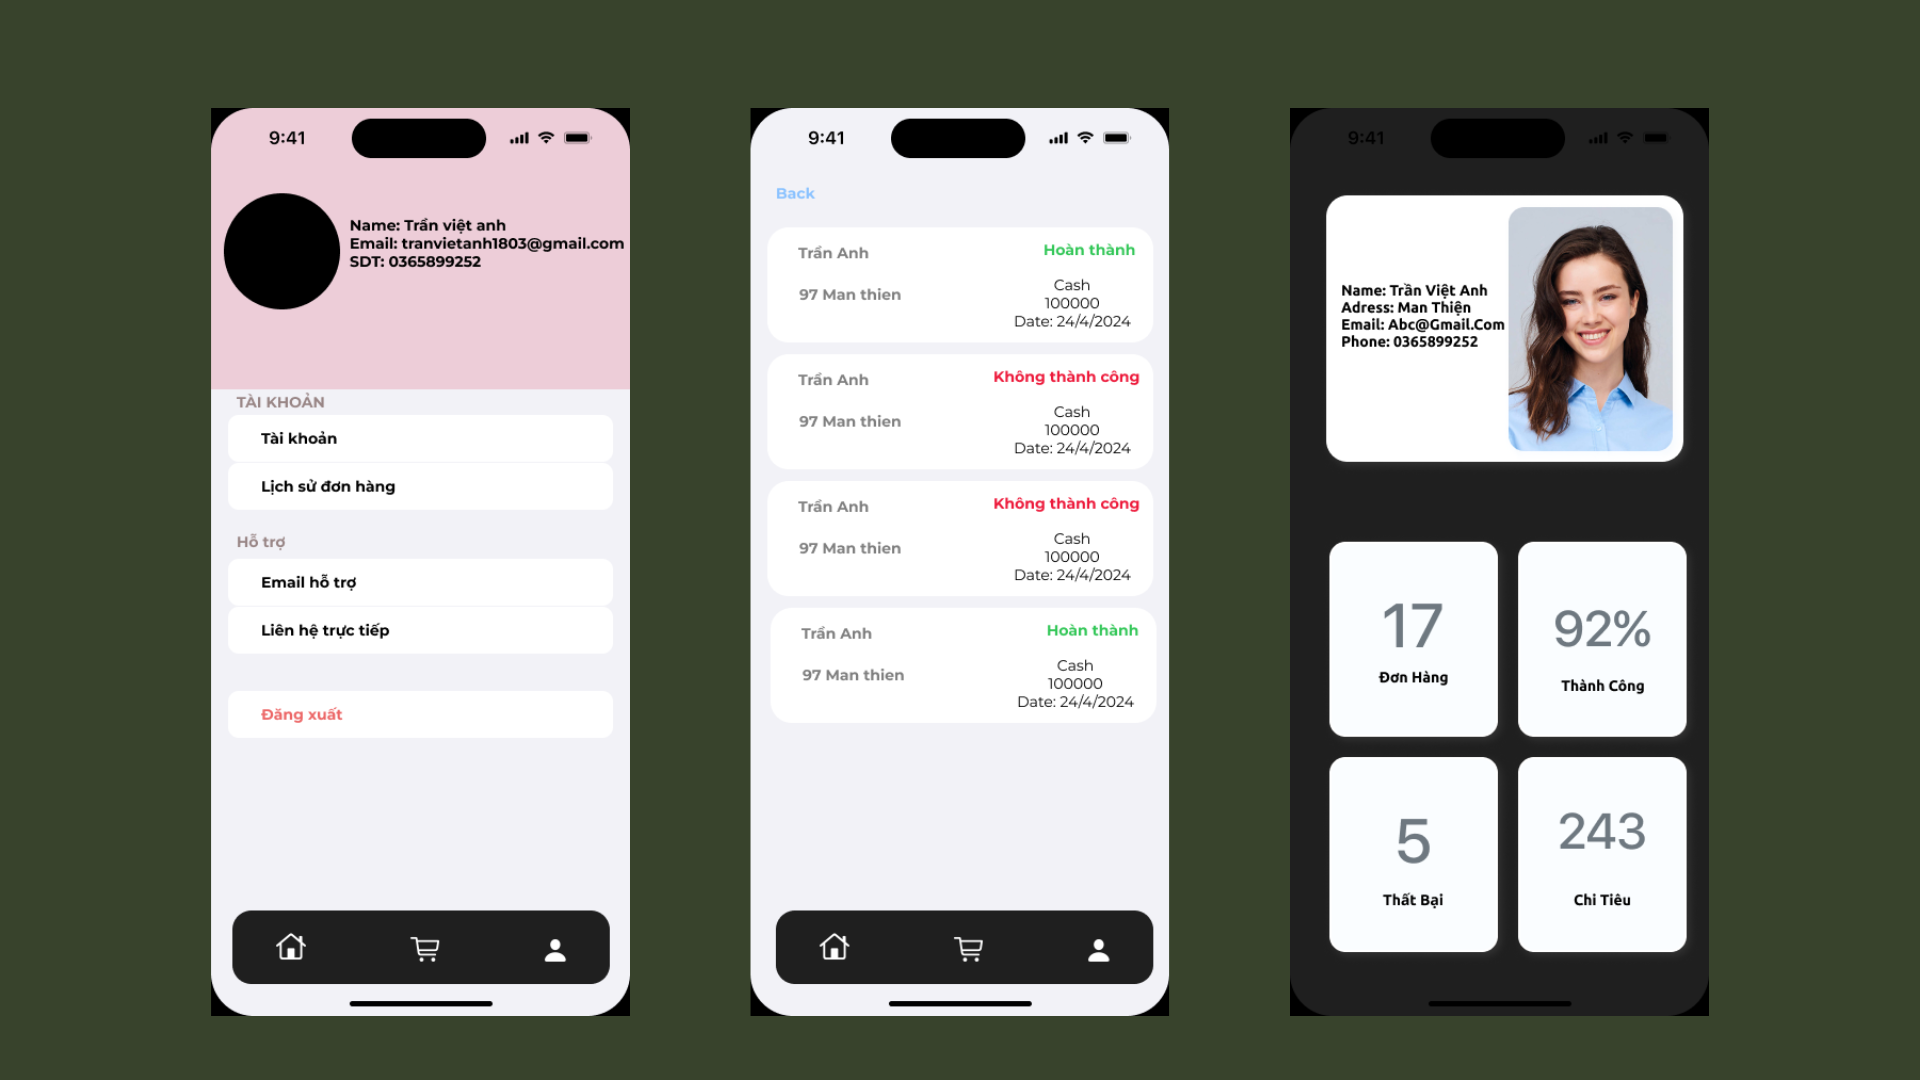 9:41
Name: Trần việt anh
Email: tranvietanh1803@gmail.com
SDT: 0365899252
TÀI KHOẢN
Tài khoản
Lịch sử đơn hàng
Hỗ trợ
Email hỗ trợ
Liên hệ trực tiếp
Đăng xuất
9:41
Back
Trần Anh
Hoàn thành
97 Man thien
Cash
100000
Date: 24/4/2024
Trần Anh
Không thành công
97 Man thien
Cash
100000
Date: 24/4/2024
Trần Anh
Không thành công
97 Man thien
Cash
100000
Date: 24/4/2024
Trần Anh
Hoàn thành
97 Man thien
Cash
100000
Date: 24/4/2024
9:41
Name: Trần Việt Anh
Adress: Man Thiện
Email: Abc@Gmail.Com
Phone: 0365899252
17
Đơn Hàng
92%
Thành Công
5
Thất Bại
243
Chi Tiêu